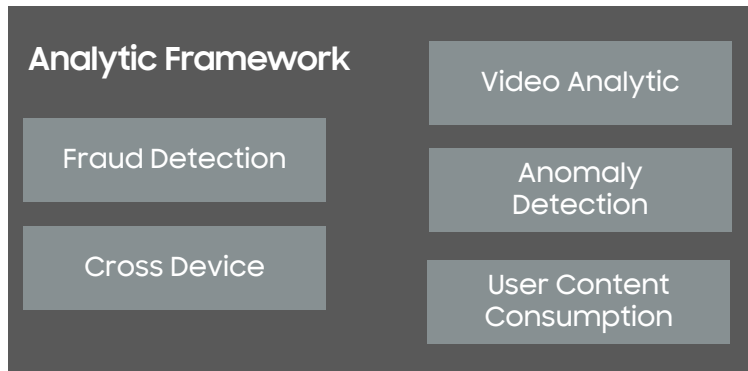 Analytic Framework
Fraud Detection
Cross Device
Video Analytic
Anomaly
Detection
User Content
Consumption